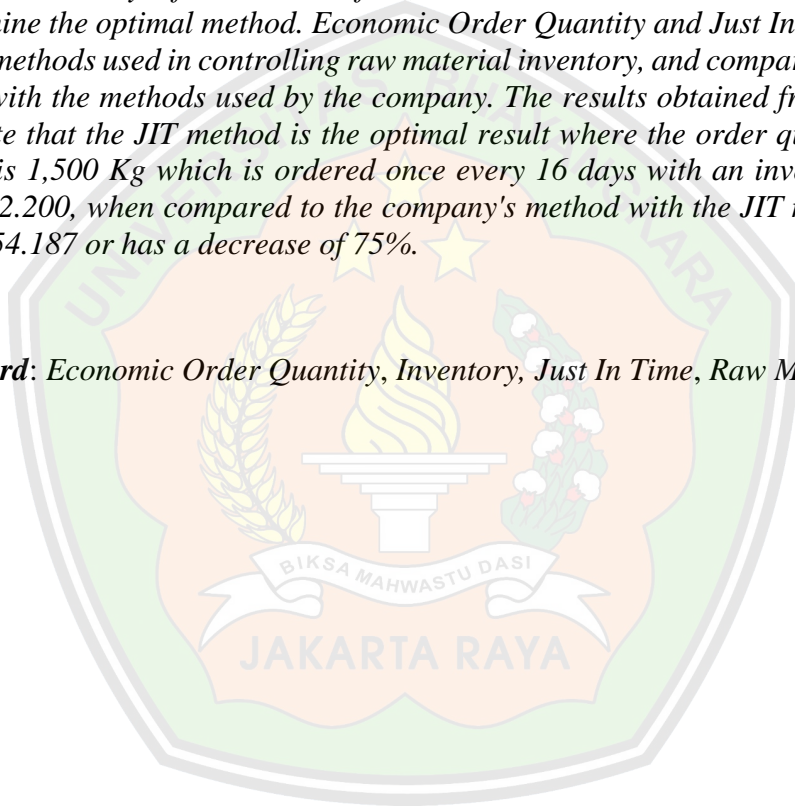 ine the optimal method. Economic Order Quantity and Just In
methods used in controlling raw material inventory, and compar
with the methods used by the company. The results obtained fr
te that the JIT method is the optimal result where the order qu
is 1,500 Kg which is ordered once every 16 days with an inve
2.200, when compared to the company's method with the JIT
54.187 or has a decrease of 75%.
UNIVERSITAS BHAYANGKARA
rd: Economic Order Quantity, Inventory, Just In Time, Raw M
BIKSA MAHWASTU DASI
JAKARTA RAYA